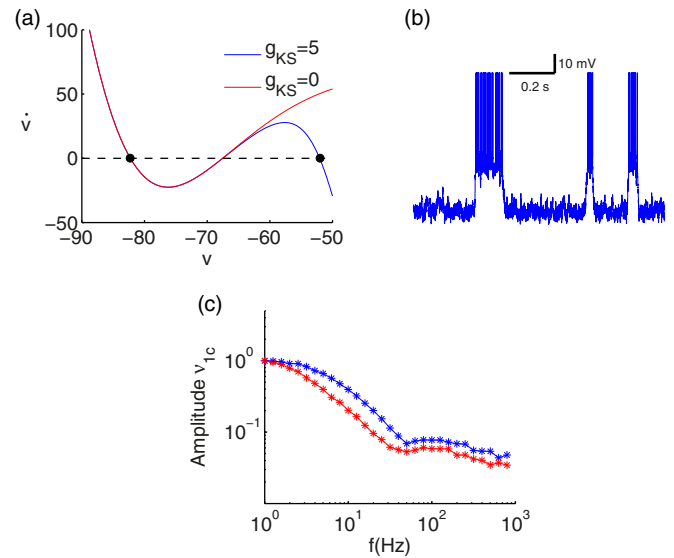 (a)
100
50
0
−50
v̇
−90 −80 −70 −60 −50
v
g_KS=5
g_KS=0
(b)
10 mV
0.2 s
(c)
10^0
10^−1
Amplitude ν_1c
10^0 10^1 10^2 10^3
f(Hz)